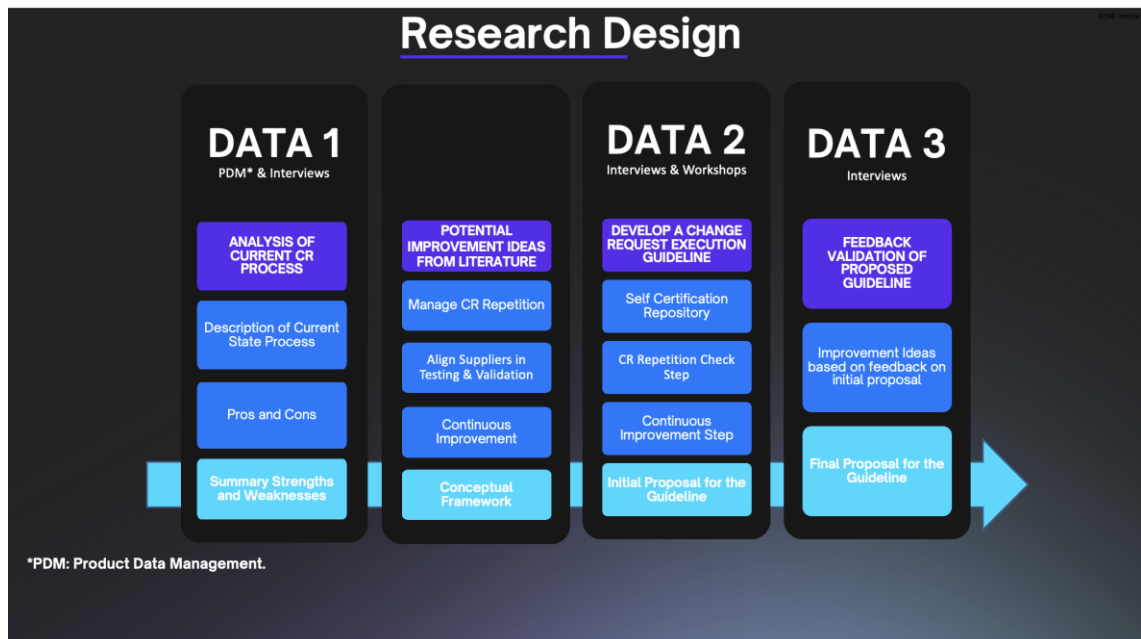 Research Design
DATA 1
PDM* & Interviews
ANALYSIS OF
CURRENT CR
PROCESS
Description of Current
State Process
Pros and Cons
Summary Strengths
and Weaknesses
POTENTIAL
IMPROVEMENT IDEAS
FROM LITERATURE
Manage CR Repetition
Align Suppliers in
Testing & Validation
Continuous
Improvement
Conceptual
Framework
DATA 2
Interviews & Workshops
DEVELOP A CHANGE
REQUEST EXECUTION
GUIDELINE
Self Certification
Repository
CR Repetition Check
Step
Continuous
Improvement Step
Initial Proposal for the
Guideline
DATA 3
Interviews
FEEDBACK
VALIDATION OF
PROPOSED
GUIDELINE
Improvement Ideas
based on feedback on
initial proposal
Final Proposal for the
Guideline
*PDM: Product Data Management.